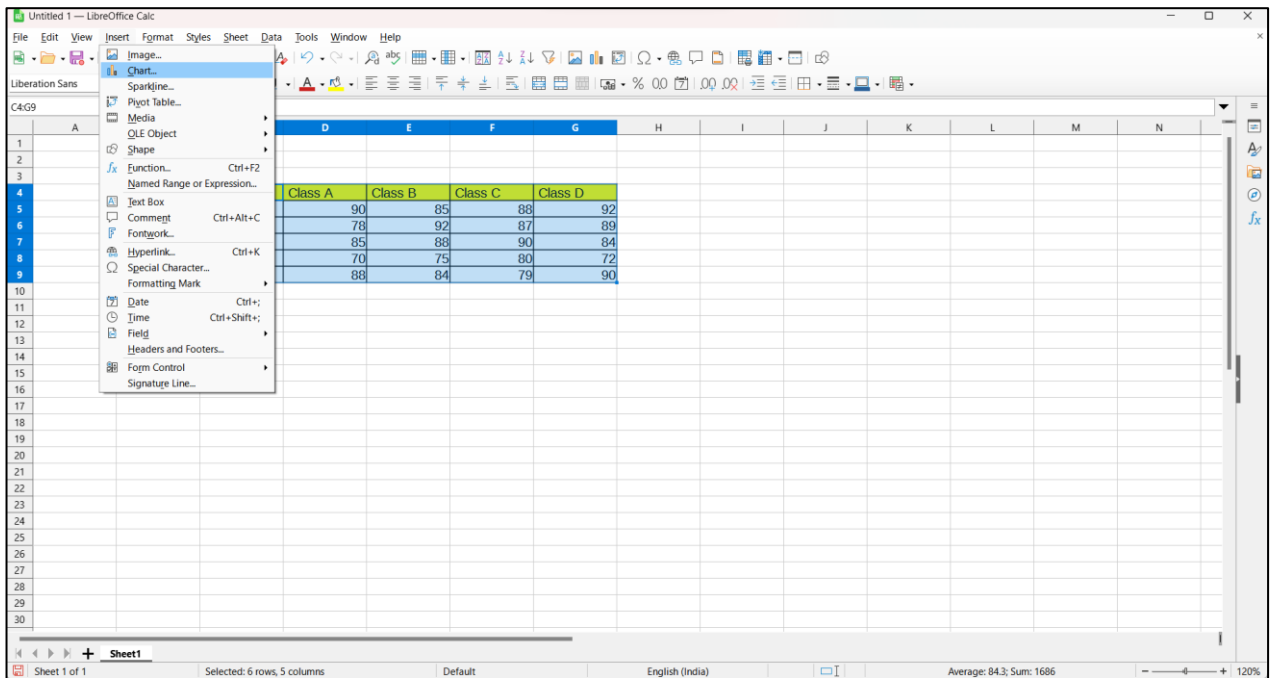 Untitled 1 — LibreOffice Calc
File Edit View Insert Format Styles Sheet Data Tools Window Help
Liberation Sans
C4:G9
Image...
Chart...
Sparkline...
Pivot Table...
Media
OLE Object
Shape
Function... Ctrl+F2
Named Range or Expression...
Text Box
Comment Ctrl+Alt+C
Fontwork...
Hyperlink... Ctrl+K
Special Character...
Formatting Mark
Date Ctrl+;
Time Ctrl+Shift+;
Field
Headers and Footers...
Form Control
Signature Line...
A D E F G H I J K L M N
1
2
3
4 Class A Class B Class C Class D
5 90 85 88 92
6 78 92 87 89
7 85 88 90 84
8 70 75 80 72
9 88 84 79 90
10
11
12
13
14
15
16
17
18
19
20
21
22
23
24
25
26
27
28
29
30
Sheet1
Sheet 1 of 1 Selected: 6 rows, 5 columns Default English (India) Average: 84.3; Sum: 1686 120%